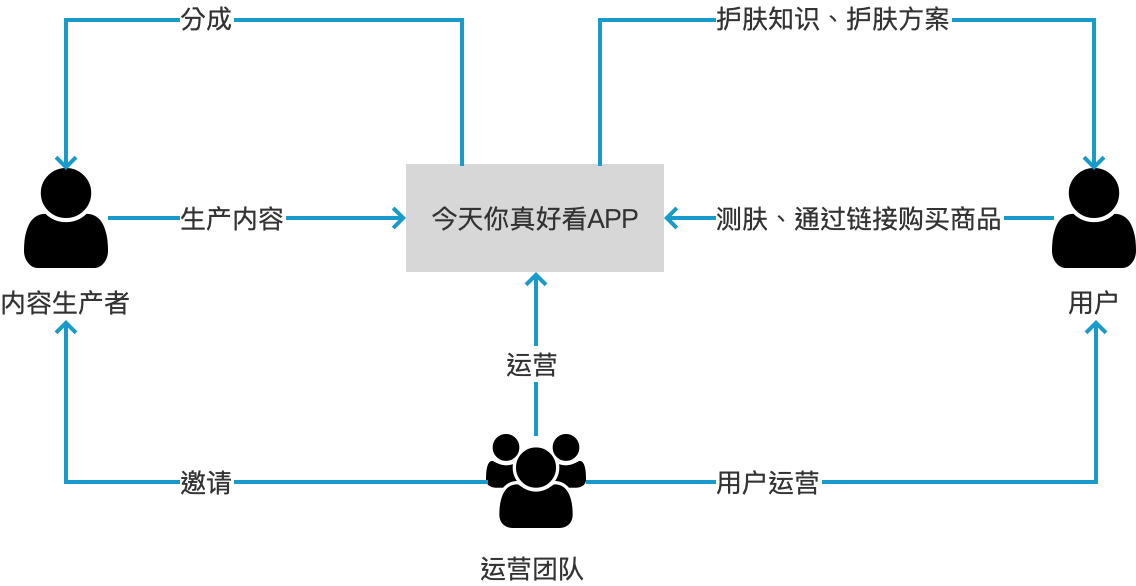 分成
护肤知识、护肤方案
生产内容
今天你真好看APP
测肤、通过链接购买商品
内容生产者
用户
运营
邀请
用户运营
运营团队